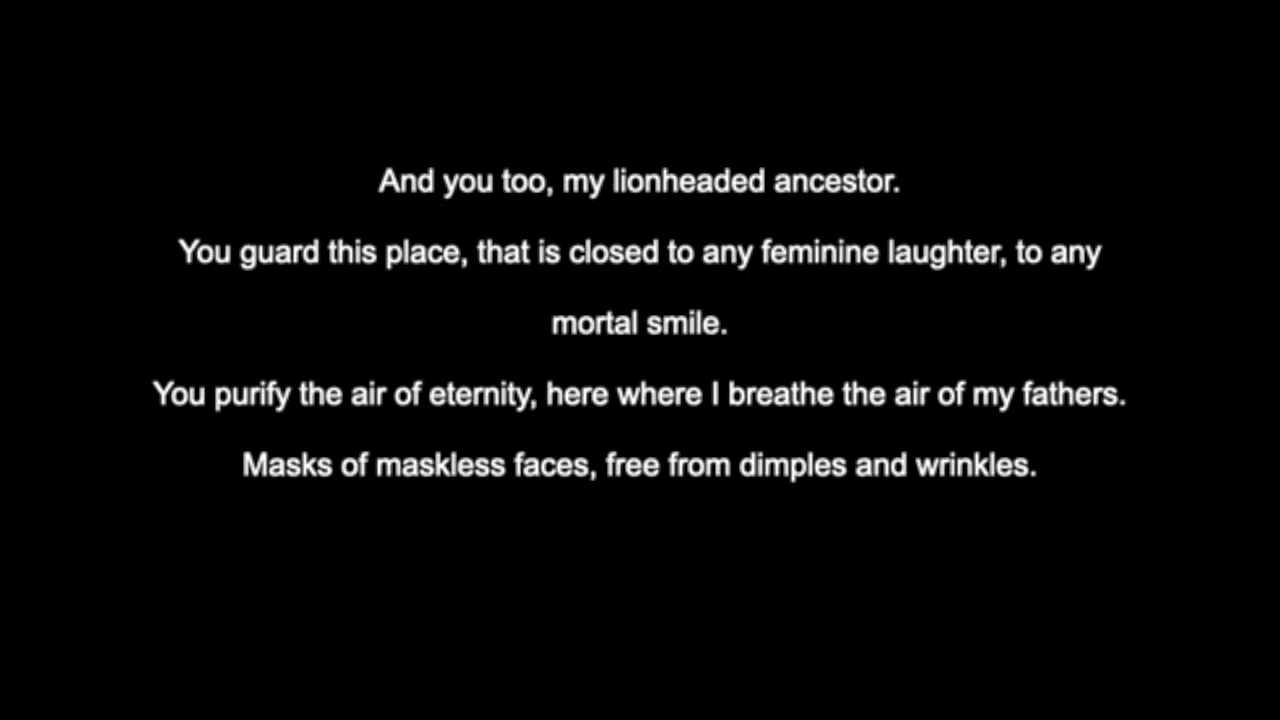 And you too, my lionheaded ancestor.
You guard this place, that is closed to any feminine laughter, to any
mortal smile.
You purify the air of eternity, here where I breathe the air of my fathers.
Masks of maskless faces, free from dimples and wrinkles.